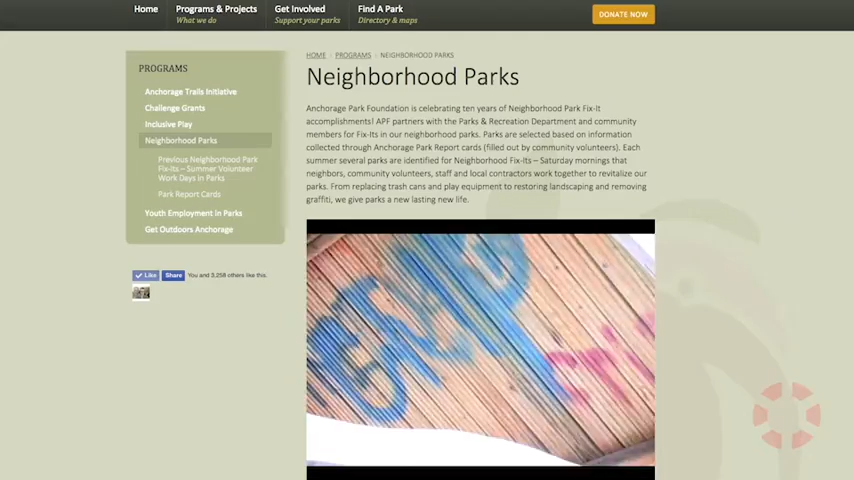 Home
Programs & Projects
What we do
Get Involved
Support your parks
Find A Park
Directory & maps
DONATE NOW
PROGRAMS
Anchorage Trails Initiative
Challenge Grants
Inclusive Play
Neighborhood Parks
Previous Neighborhood Park
Fix-Its – Summer Volunteer
Work Days in Parks
Park Report Cards
Youth Employment in Parks
Get Outdoors Anchorage
Like
Share
You and 3,258 others like this.
HOME
PROGRAMS
NEIGHBORHOOD PARKS
Neighborhood Parks
Anchorage Park Foundation is celebrating ten years of Neighborhood Park Fix-It
accomplishments! APF partners with the Parks & Recreation Department and community
members for Fix-Its in our neighborhood parks. Parks are selected based on information
collected through Anchorage Park Report cards (filled out by community volunteers). Each
summer several parks are identified for Neighborhood Fix-Its – Saturday mornings that
neighbors, community volunteers, staff and local contractors work together to revitalize our
parks. From replacing trash cans and play equipment to restoring landscaping and removing
graffiti, we give parks a new lasting new life.